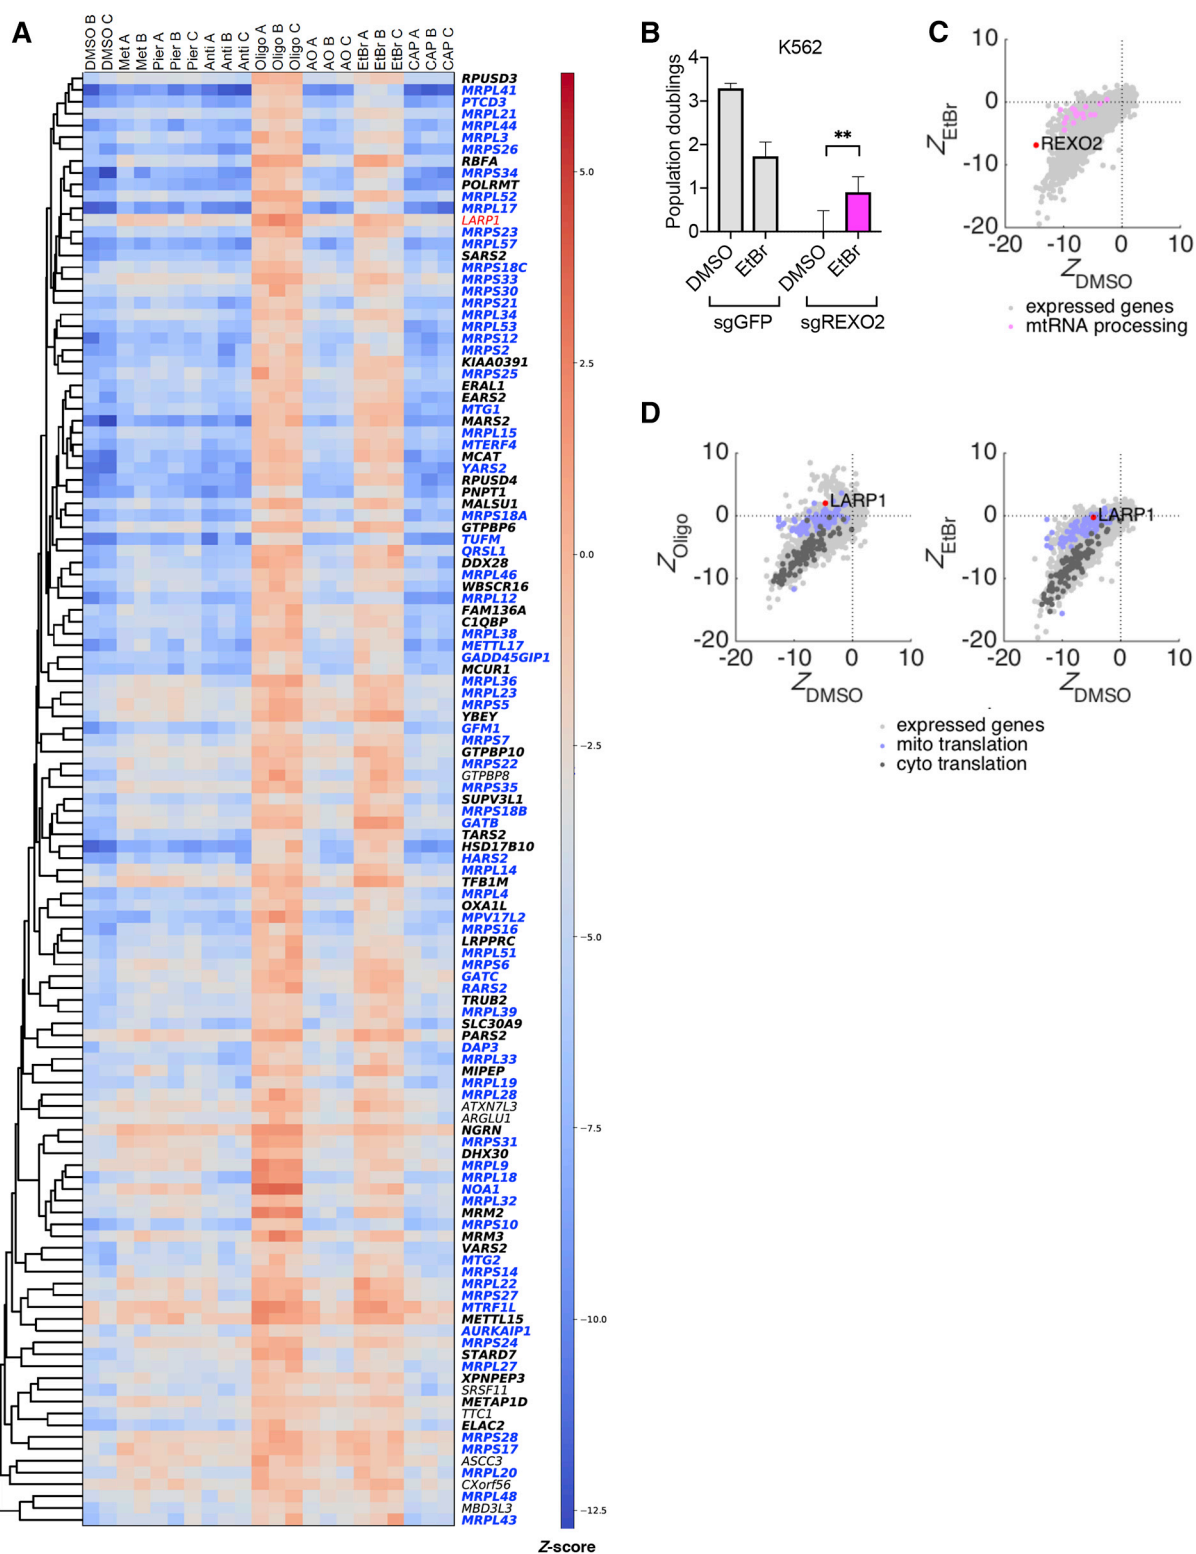 A
DMSO B
DMSO C
Met A
Met B
Pier A
Pier B
Pier C
Anti A
Anti B
Anti C
Oligo A
Oligo B
Oligo C
AO A
AO B
AO C
EtBr A
EtBr B
EtBr C
CAP A
CAP B
CAP C
RPUSD3
MRPL41
PTCD3
MRPL21
MRPL44
MRPL3
MRPS26
RBFA
MRPS34
POLRMT
MRPL52
MRPL17
LARP1
MRPS23
MRPL57
SARS2
MRPS18C
MRPS33
MRPS30
MRPS21
MRPL34
MRPL53
MRPS12
MRPS2
KIAA0391
MRPS25
ERAL1
EARS2
MTG1
MARS2
MRPL15
MTERF4
MCAT
YARS2
RPUSD4
PNPT1
MALSU1
MRPS18A
GTPBP6
TUFM
QRSL1
DDX28
MRPL46
WBSCR16
MRPL12
FAM136A
C1QBP
MRPL38
METTL17
GADD45GIP1
MCUR1
MRPL36
MRPL23
MRPS5
YBEY
GFM1
MRPS7
GTPBP10
MRPS22
GTPBP8
MRPS35
SUPV3L1
MRPS18B
GATB
TARS2
HSD17B10
HARS2
MRPL14
TFB1M
MRPL4
OXA1L
MPV17L2
MRPS16
LRPPRC
MRPL51
MRPS6
GATC
RARS2
TRUB2
MRPL39
SLC30A9
PARS2
DAP3
MRPL33
MIPEP
MRPL19
MRPL28
ATXN7L3
ARGLU1
NGRN
MRPS31
DHX30
MRPL9
MRPL18
NOA1
MRPL32
MRM2
MRPS10
MRM3
VARS2
MTG2
MRPS14
MRPL22
MRPS27
MTRF1L
METTL15
AURKAIP1
MRPS24
STARD7
MRPL27
XPNPEP3
SRSF11
METAP1D
TTC1
ELAC2
MRPS28
MRPS17
ASCC3
MRPL20
CXorf56
MRPL48
MBD3L3
MRPL43
5.0
2.5
0.0
−2.5
−5.0
−7.5
−10.0
−12.5
Z-score
B
K562
Population doublings
4
3
2
1
0
**
DMSO
EtBr
DMSO
EtBr
sgGFP
sgREXO2
C
Z EtBr
10
0
-10
-20
REXO2
-20 -10 0 10
Z DMSO
expressed genes
mtRNA processing
D
Z Oligo
10
0
-10
-20
LARP1
-20 -10 0 10
Z DMSO
Z EtBr
10
0
-10
-20
LARP1
-20 -10 0 10
Z DMSO
expressed genes
mito translation
cyto translation